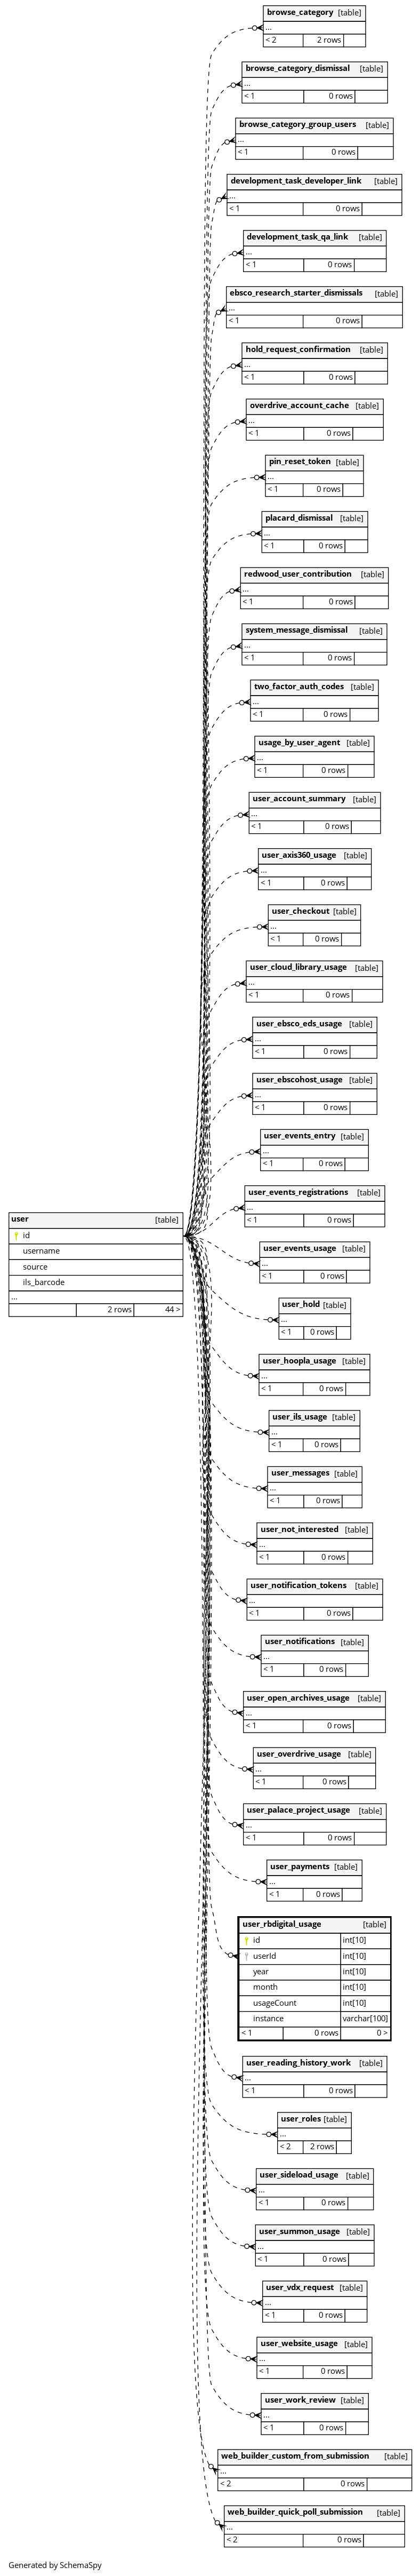 browse_category [table]
...
< 2 2 rows
browse_category_dismissal [table]
...
< 1 0 rows
browse_category_group_users [table]
...
< 1 0 rows
development_task_developer_link [table]
...
< 1 0 rows
development_task_qa_link [table]
...
< 1 0 rows
ebsco_research_starter_dismissals [table]
...
< 1 0 rows
hold_request_confirmation [table]
...
< 1 0 rows
overdrive_account_cache [table]
...
< 1 0 rows
pin_reset_token [table]
...
< 1 0 rows
placard_dismissal [table]
...
< 1 0 rows
redwood_user_contribution [table]
...
< 1 0 rows
system_message_dismissal [table]
...
< 1 0 rows
two_factor_auth_codes [table]
...
< 1 0 rows
usage_by_user_agent [table]
...
< 1 0 rows
user_account_summary [table]
...
< 1 0 rows
user_axis360_usage [table]
...
< 1 0 rows
user_checkout [table]
...
< 1 0 rows
user_cloud_library_usage [table]
...
< 1 0 rows
user_ebsco_eds_usage [table]
...
< 1 0 rows
user_ebscohost_usage [table]
...
< 1 0 rows
user_events_entry [table]
...
< 1 0 rows
user_events_registrations [table]
...
< 1 0 rows
user [table]
id
username
source
ils_barcode
...
2 rows 44 >
user_events_usage [table]
...
< 1 0 rows
user_hold [table]
...
< 1 0 rows
user_hoopla_usage [table]
...
< 1 0 rows
user_ils_usage [table]
...
< 1 0 rows
user_messages [table]
...
< 1 0 rows
user_not_interested [table]
...
< 1 0 rows
user_notification_tokens [table]
...
< 1 0 rows
user_notifications [table]
...
< 1 0 rows
user_open_archives_usage [table]
...
< 1 0 rows
user_overdrive_usage [table]
...
< 1 0 rows
user_palace_project_usage [table]
...
< 1 0 rows
user_payments [table]
...
< 1 0 rows
user_rbdigital_usage [table]
id int[10]
userId int[10]
year int[10]
month int[10]
usageCount int[10]
instance varchar[100]
< 1 0 rows 0 >
user_reading_history_work [table]
...
< 1 0 rows
user_roles [table]
...
< 2 2 rows
user_sideload_usage [table]
...
< 1 0 rows
user_summon_usage [table]
...
< 1 0 rows
user_vdx_request [table]
...
< 1 0 rows
user_website_usage [table]
...
< 1 0 rows
user_work_review [table]
...
< 1 0 rows
web_builder_custom_from_submission [table]
...
< 2 0 rows
web_builder_quick_poll_submission [table]
...
< 2 0 rows
Generated by SchemaSpy